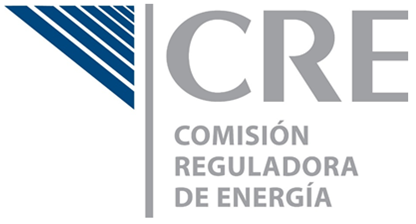 CRE
COMISIÓN
REGULADORA
DE ENERGÍA